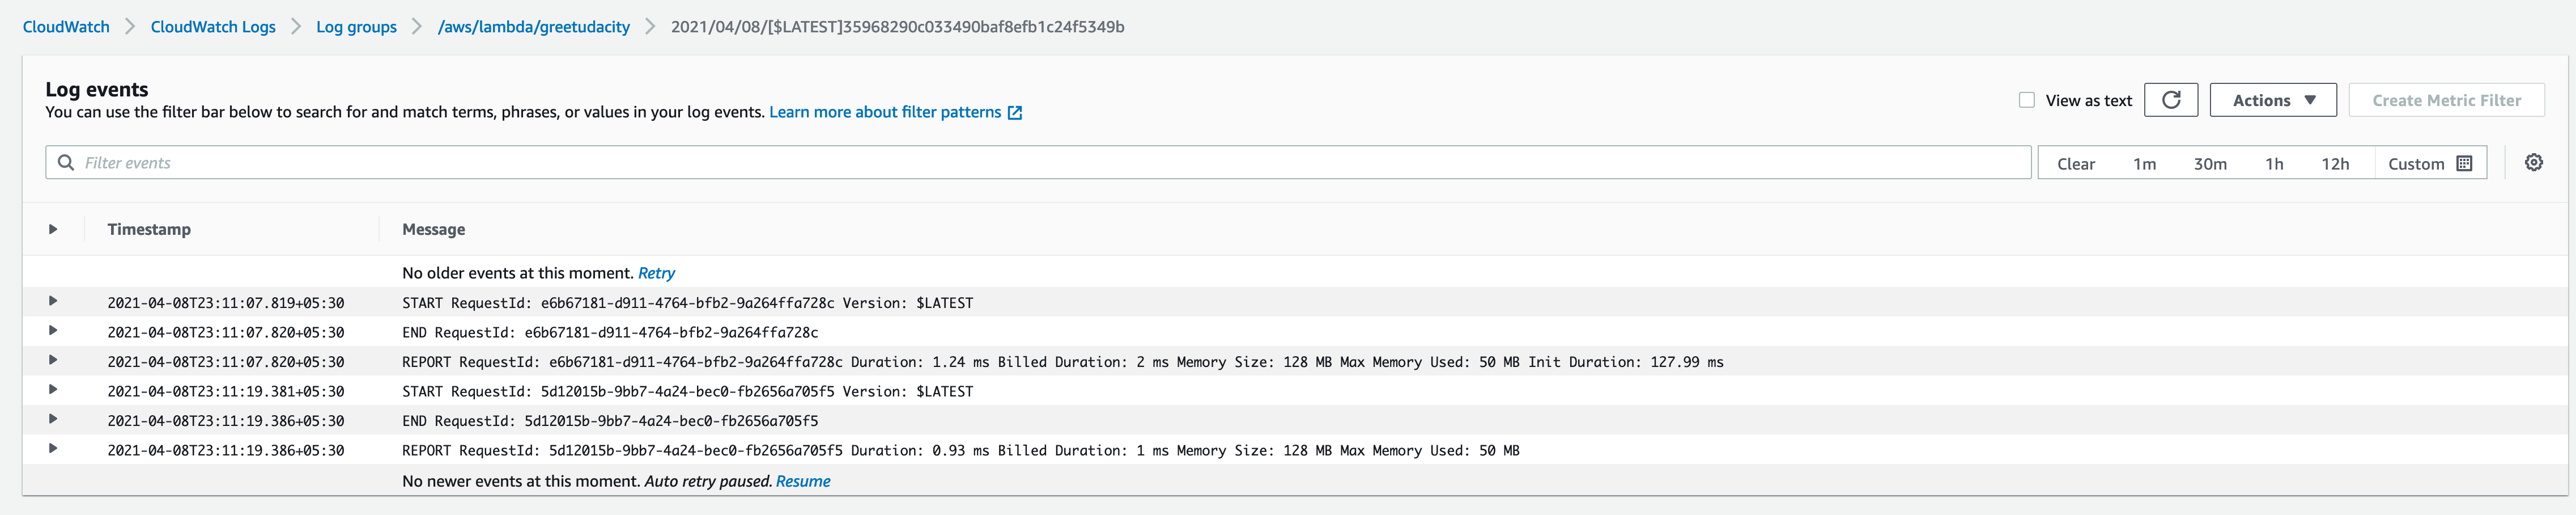 CloudWatch > CloudWatch Logs > Log groups > /aws/lambda/greetudacity > 2021/04/08/[$LATEST]35968290c033490baf8efb1c24f5349b
Log events
You can use the filter bar below to search for and match terms, phrases, or values in your log events. Learn more about filter patterns
View as text Actions Create Metric Filter
Filter events Clear 1m 30m 1h 12h Custom
Timestamp Message
No older events at this moment. Retry
2021-04-08T23:11:07.819+05:30 START RequestId: e6b67181-d911-4764-bfb2-9a264ffa728c Version: $LATEST
2021-04-08T23:11:07.820+05:30 END RequestId: e6b67181-d911-4764-bfb2-9a264ffa728c
2021-04-08T23:11:07.820+05:30 REPORT RequestId: e6b67181-d911-4764-bfb2-9a264ffa728c Duration: 1.24 ms Billed Duration: 2 ms Memory Size: 128 MB Max Memory Used: 50 MB Init Duration: 127.99 ms
2021-04-08T23:11:19.381+05:30 START RequestId: 5d12015b-9bb7-4a24-bec0-fb2656a705f5 Version: $LATEST
2021-04-08T23:11:19.386+05:30 END RequestId: 5d12015b-9bb7-4a24-bec0-fb2656a705f5
2021-04-08T23:11:19.386+05:30 REPORT RequestId: 5d12015b-9bb7-4a24-bec0-fb2656a705f5 Duration: 0.93 ms Billed Duration: 1 ms Memory Size: 128 MB Max Memory Used: 50 MB
No newer events at this moment. Auto retry paused. Resume